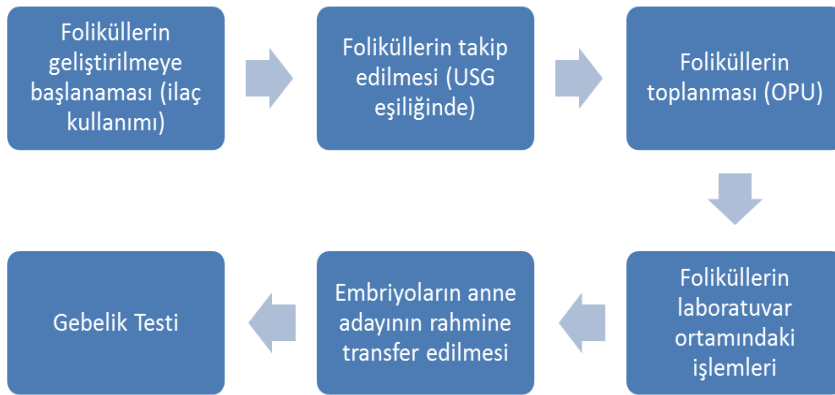 Foliküllerin
geliştirilmeye
başlanaması (ilaç
kullanımı)
Foliküllerin takip
edilmesi (USG
eşiliğinde)
Foliküllerin
toplanması (OPU)
Foliküllerin
laboratuvar
ortamındaki
işlemleri
Embriyoların anne
adayının rahmine
transfer edilmesi
Gebelik Testi